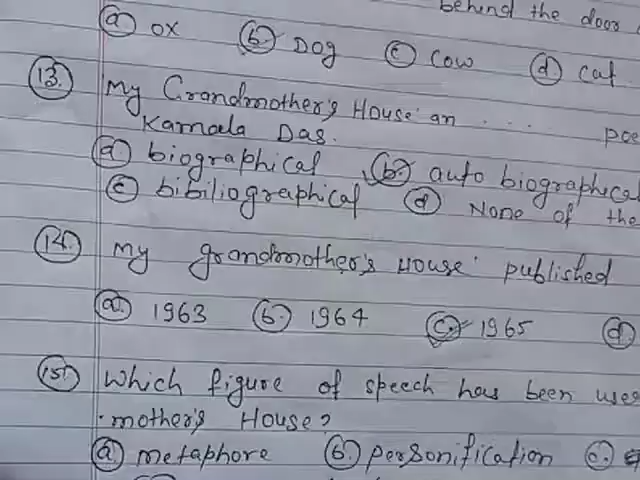 behind the door
(a) ox (b.) Dog (c) cow (d) cat
(13.) My Grandmother's House' an .... poe
Kamala Das.
(a) biographical (b.) auto biographical
(c) bibiliographical (d) None of the
(14.) My grandmother's House' published
(a.) 1963 (b.) 1964 (c.) 1965 (d)
(15.) Which figure of speech has been uses
mother's House?
(a) metaphore (b.) personification (c.)